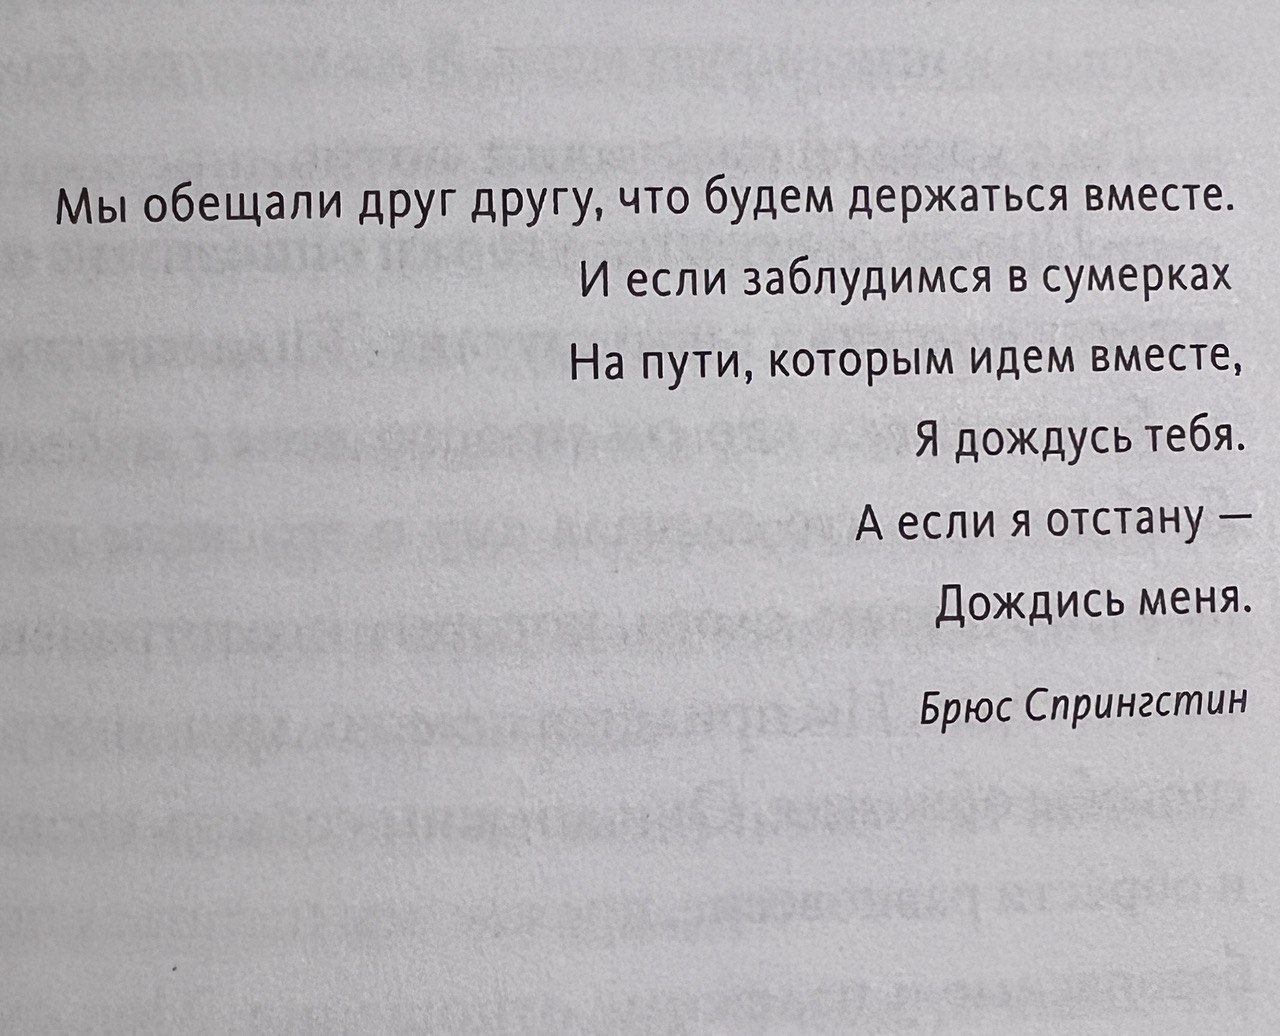 Мы обещали друг другу, что будем держаться вместе.
И если заблудимся в сумерках
На пути, которым идем вместе,
Я дождусь тебя.
А если я отстану —
Дождись меня.
Брюс Спрингстин